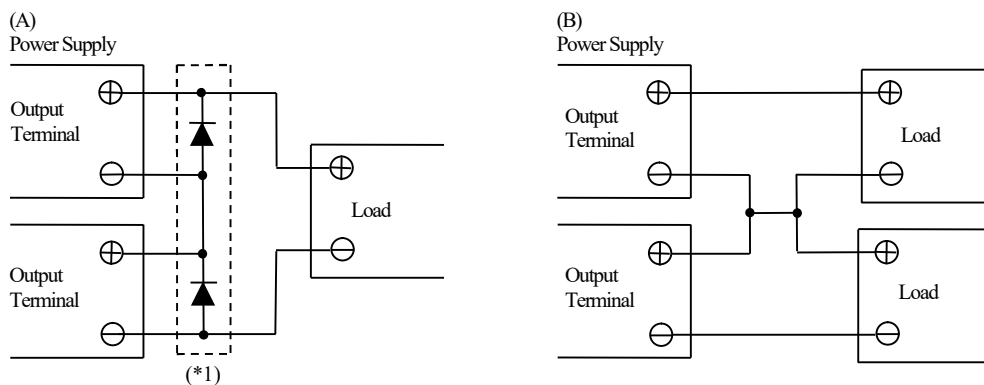 (A)
Power Supply
Output
Terminal
Load
Output
Terminal
(*1)
(B)
Power Supply
Output
Terminal
Load
Output
Terminal
Load